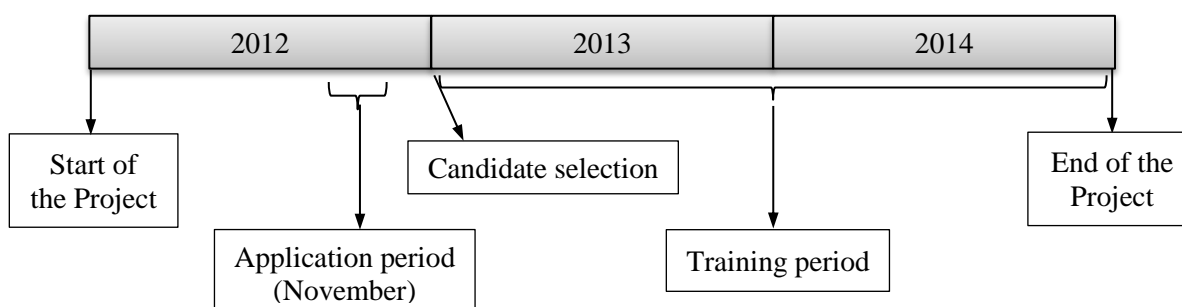 2012
2013
2014
Start of
the Project
Application period
(November)
Candidate selection
Training period
End of the
Project